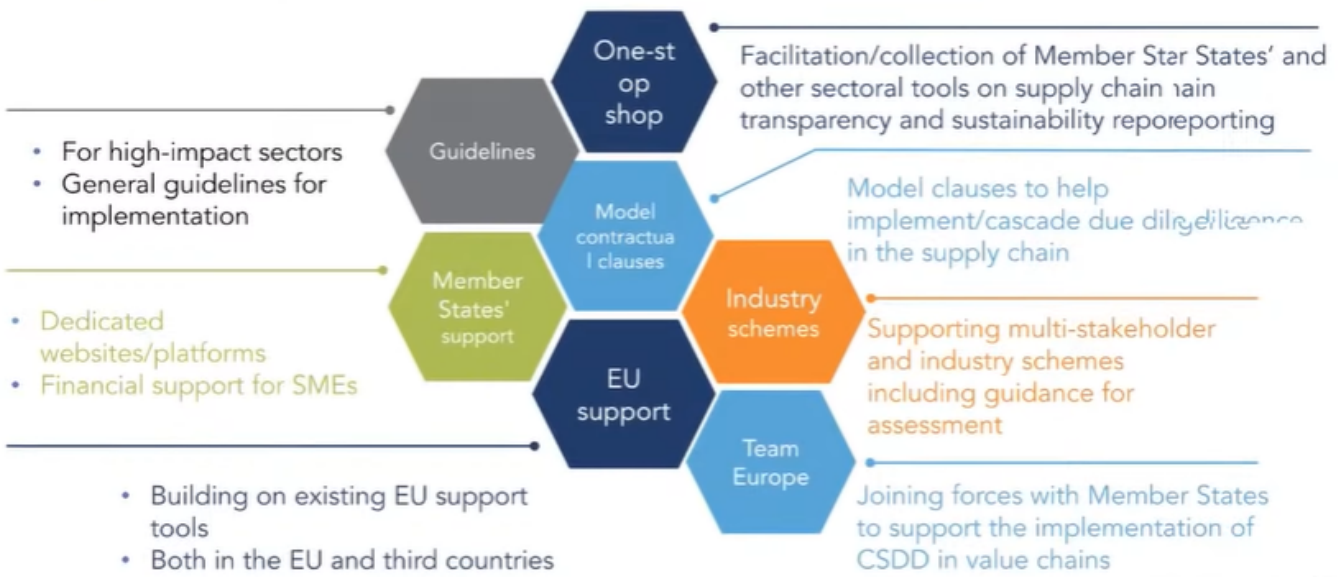 One-st
op
shop
Facilitation/collection of Member Star States' and
other sectoral tools on supply chain hain
transparency and sustainability reporeporting
Guidelines
• For high-impact sectors
• General guidelines for
implementation
Model
contractua
l clauses
Model clauses to help
implement/cascade due
in the supply chain
Member
States'
support
• Dedicated
websites/platforms
• Financial support for SMEs
Industry
schemes
Supporting multi-stakeholder
and industry schemes
including guidance for
assessment
EU
support
• Building on existing EU support
tools
• Both in the EU and third countries
Team
Europe
Joining forces with Member States
to support the implementation of
CSDD in value chains